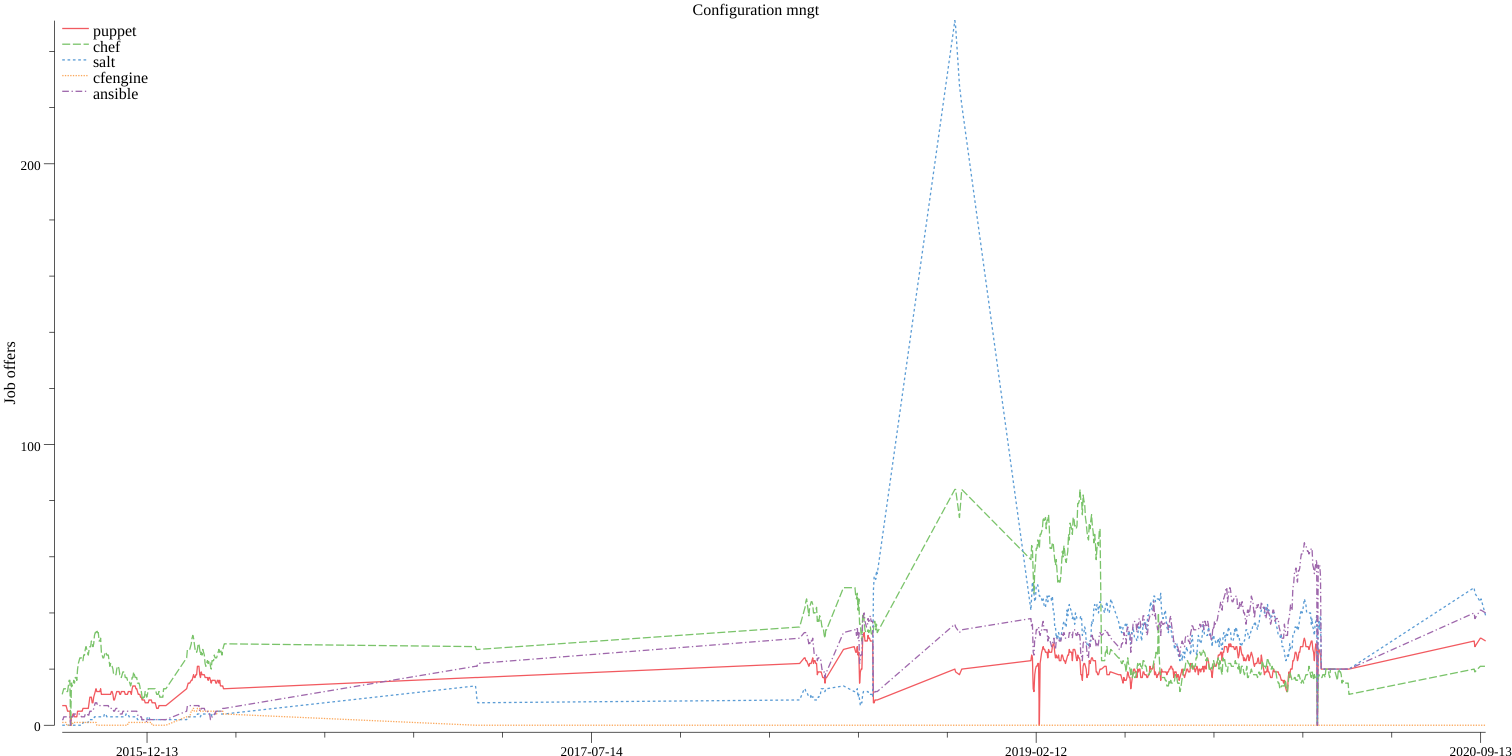 Configuration mngt
puppet
chef
salt
cfengine
ansible
Job offers
200
100
0
2015-12-13
2017-07-14
2019-02-12
2020-09-13